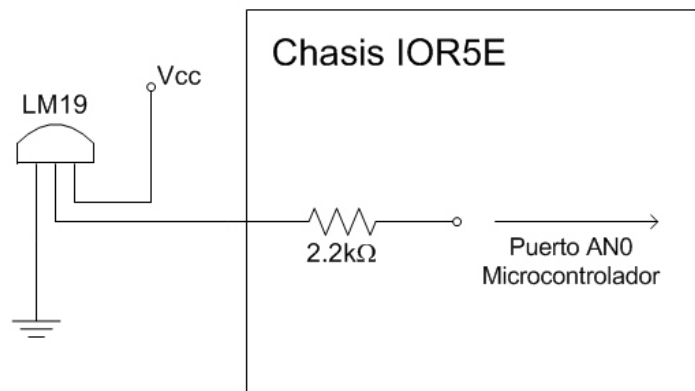 Chasis IOR5E
Vcc
LM19
2.2kΩ
Puerto AN0
Microcontrolador